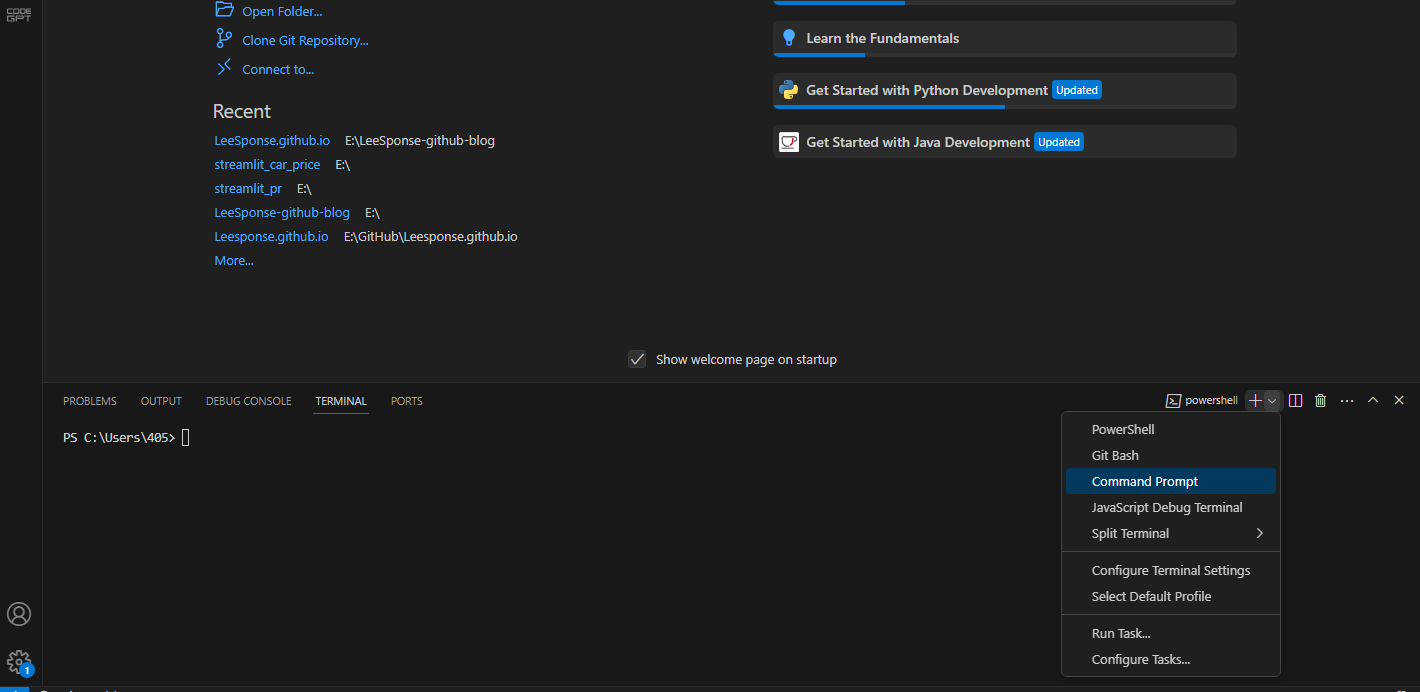 CODE
GPT
Open Folder...
Clone Git Repository...
Connect to...
Recent
LeeSponse.github.io E:\LeeSponse-github-blog
streamlit_car_price E:\
streamlit_pr E:\
LeeSponse-github-blog E:\
Leesponse.github.io E:\GitHub\Leesponse.github.io
More...
Learn the Fundamentals
Get Started with Python Development Updated
Get Started with Java Development Updated
Show welcome page on startup
PROBLEMS OUTPUT DEBUG CONSOLE TERMINAL PORTS
powershell
PS C:\Users\405>
PowerShell
Git Bash
Command Prompt
JavaScript Debug Terminal
Split Terminal
Configure Terminal Settings
Select Default Profile
Run Task...
Configure Tasks...
1